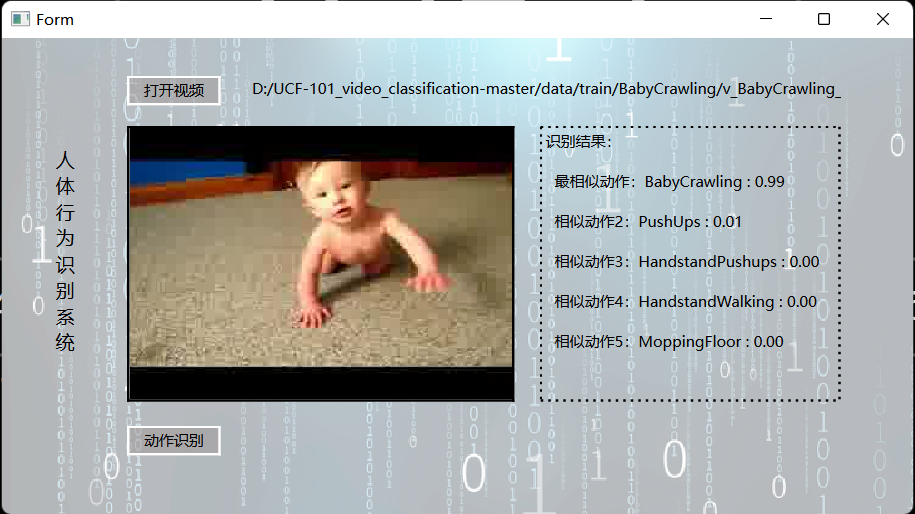 Form
打开视频
D:/UCF-101_video_classification-master/data/train/BabyCrawling/v_BabyCrawling_
人体行为识别系统
识别结果：
最相似动作：BabyCrawling : 0.99
相似动作2：PushUps : 0.01
相似动作3：HandstandPushups : 0.00
相似动作4：HandstandWalking : 0.00
相似动作5：MoppingFloor : 0.00
动作识别